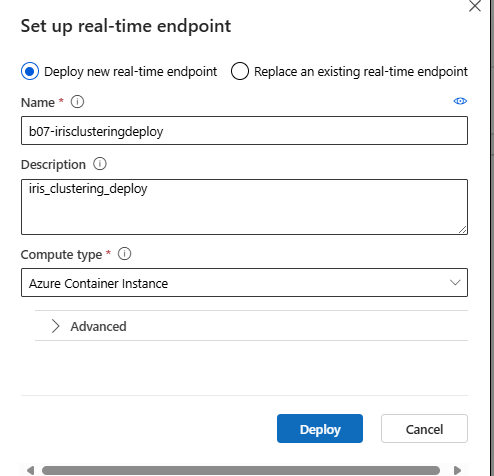 Set up real-time endpoint
Deploy new real-time endpoint
Replace an existing real-time endpoint
Name *
b07-irisclusteringdeploy
Description
iris_clustering_deploy
Compute type *
Azure Container Instance
Advanced
Deploy
Cancel